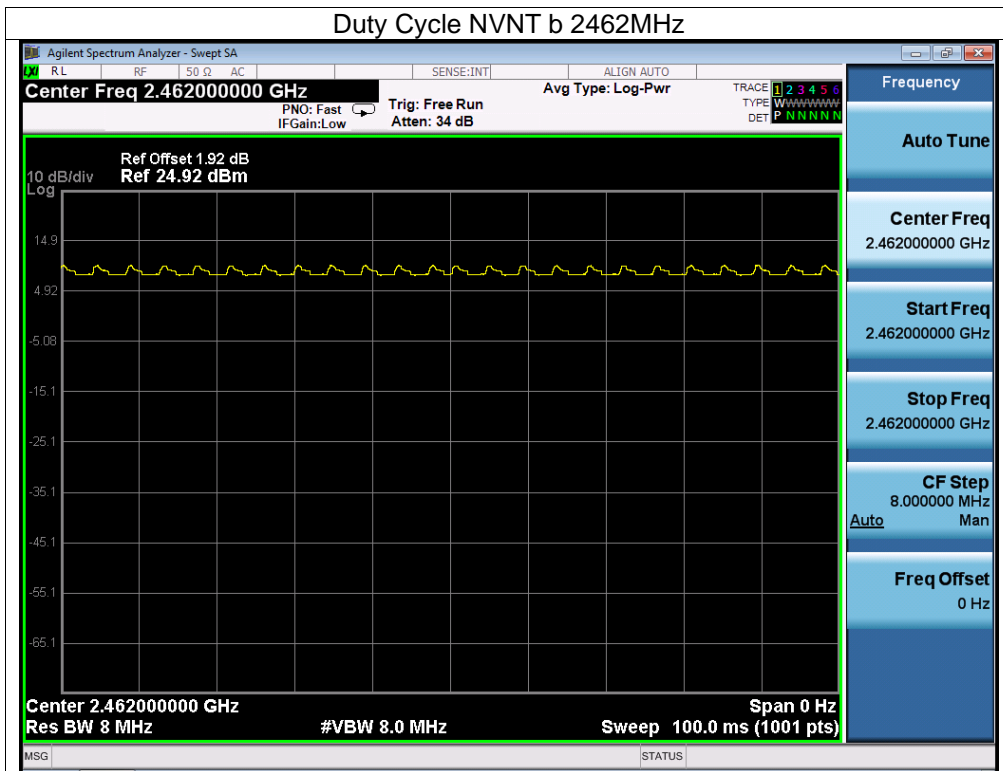 Duty Cycle NVNT b 2462MHz
Agilent Spectrum Analyzer - Swept SA
LXI RL RF 50 Ω AC SENSE:INT ALIGN AUTO
Center Freq 2.462000000 GHz
PNO: Fast
IFGain:Low
Trig: Free Run
Atten: 34 dB
Avg Type: Log-Pwr
TRACE 1 2 3 4 5 6
TYPE WWWWWW
DET P N N N N N
Ref Offset 1.92 dB
10 dB/div Ref 24.92 dBm
Log
14.9
4.92
-5.08
-15.1
-25.1
-35.1
-45.1
-55.1
-65.1
Center 2.462000000 GHz Span 0 Hz
Res BW 8 MHz #VBW 8.0 MHz Sweep 100.0 ms (1001 pts)
MSG STATUS
Frequency
Auto Tune
Center Freq
2.462000000 GHz
Start Freq
2.462000000 GHz
Stop Freq
2.462000000 GHz
CF Step
8.000000 MHz
Auto Man
Freq Offset
0 Hz